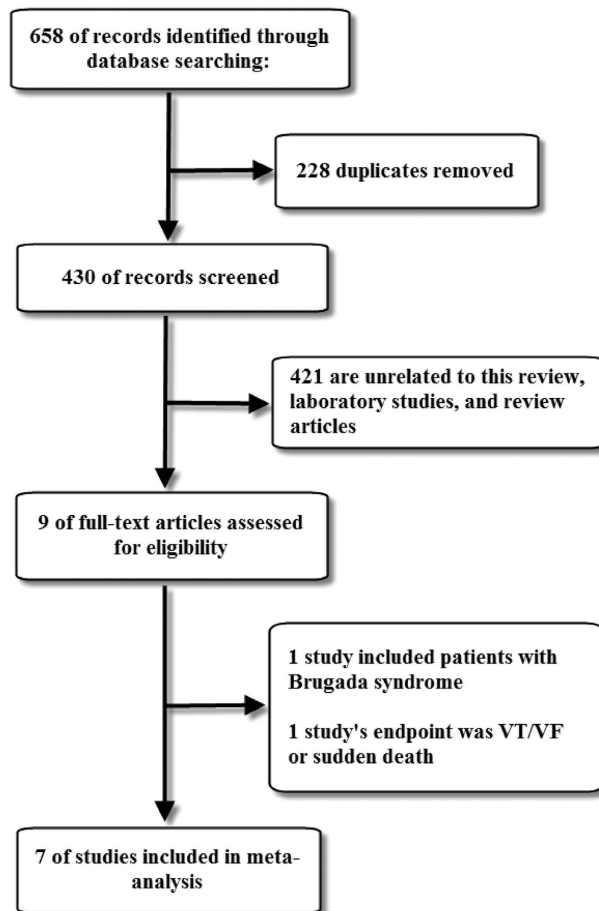 658 of records identified through
database searching:
228 duplicates removed
430 of records screened
421 are unrelated to this review,
laboratory studies, and review
articles
9 of full-text articles assessed
for eligibility
1 study included patients with
Brugada syndrome
1 study's endpoint was VT/VF
or sudden death
7 of studies included in meta-
analysis